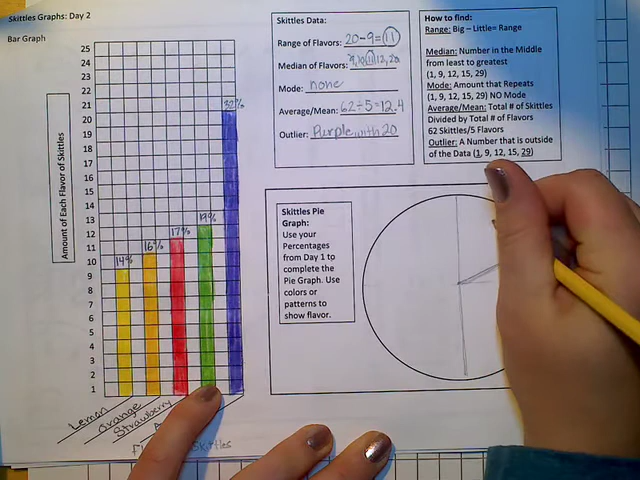 Skittles Graphs: Day 2
Bar Graph
25
24
23
22
21
20
19
18
17
16
15
14
13
12
11
10
9
8
7
6
5
4
3
2
1
Amount of Each Flavor of Skittles
14%
16%
17%
19%
32%
Lemon
Orange
Strawberry
Skittles
Skittles Data:
Range of Flavors: 20-9=11
Median of Flavors: 9,10,11,12,20
Mode: none
Average/Mean: 62÷5=12.4
Outlier: Purple with 20
How to find:
Range: Big – Little= Range
Median: Number in the Middle
from least to greatest
(1, 9, 12, 15, 29)
Mode: Amount that Repeats
(1, 9, 12, 15, 29) NO Mode
Average/Mean: Total # of Skittles
Divided by Total # of Flavors
62 Skittles/5 Flavors
Outlier: A Number that is outside
of the Data (1, 9, 12, 15, 29)
Skittles Pie
Graph:
Use your
Percentages
from Day 1 to
complete the
Pie Graph. Use
colors or
patterns to
show flavor.